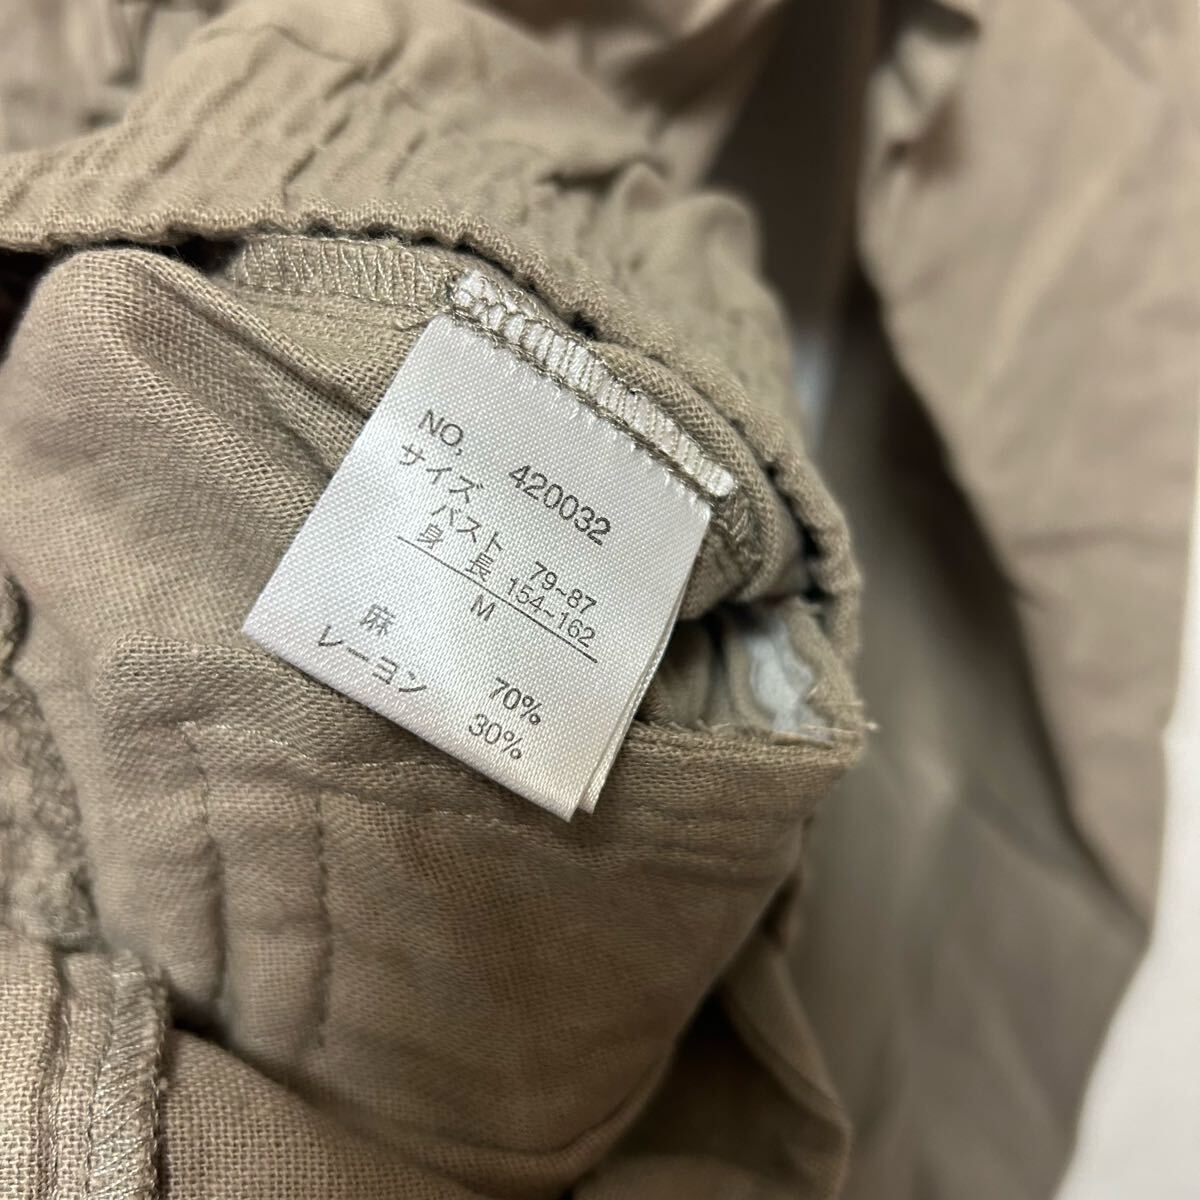 NO, 420032
サイズ
バスト 79~87
身長 154~162
M
麻 70%
レーヨン 30%